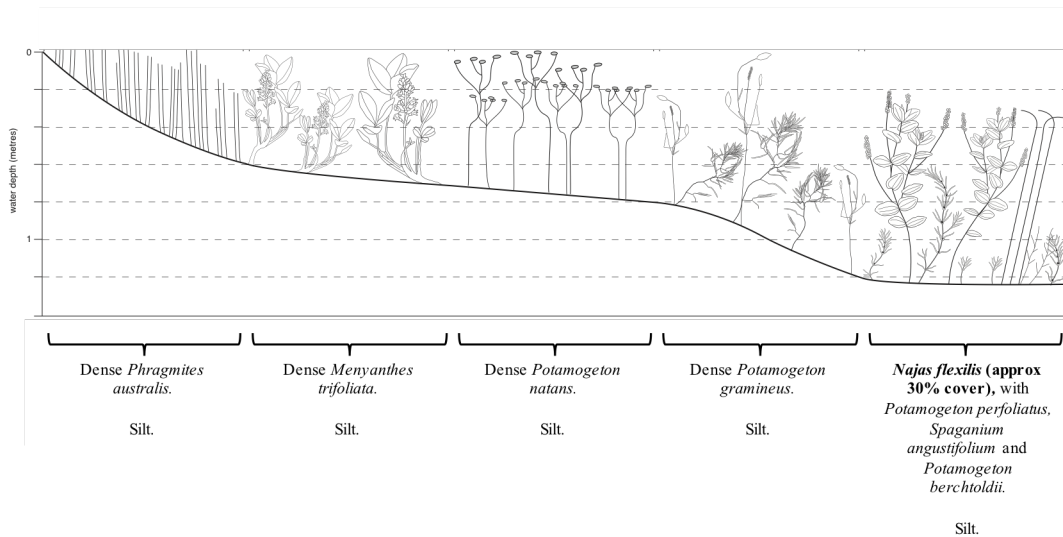 0
water depth (metres)
1
Dense Phragmites
australis.
Silt.
Dense Menyanthes
trifoliata.
Silt.
Dense Potamogeton
natans.
Silt.
Dense Potamogeton
gramineus.
Silt.
Najas flexilis (approx
30% cover), with
Potamogeton perfoliatus,
Spaganium
angustifolium and
Potamogeton
berchtoldii.
Silt.